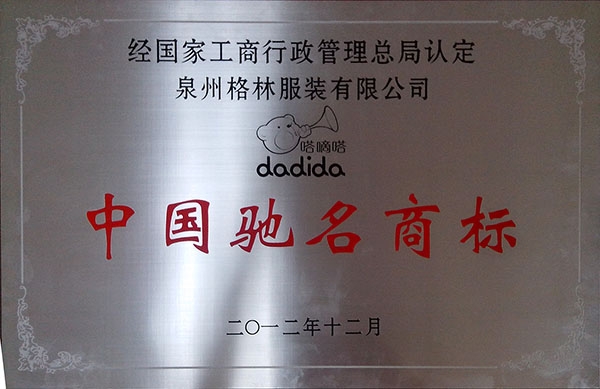 经国家工商行政管理总局认定
泉州格林服装有限公司
嗒嘀嗒
dadida
中国驰名商标
二〇一二年十二月